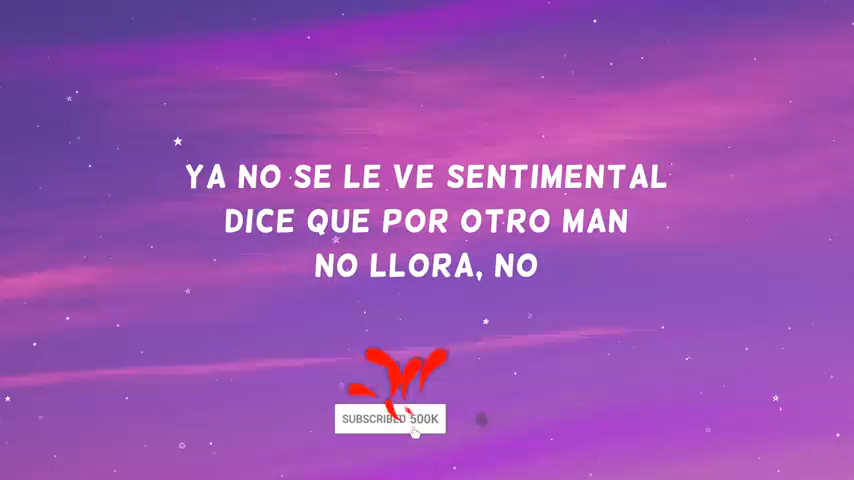 YA NO SE LE VE SENTIMENTAL
DICE QUE POR OTRO MAN
NO LLORA, NO
SUBSCRIBED 500K